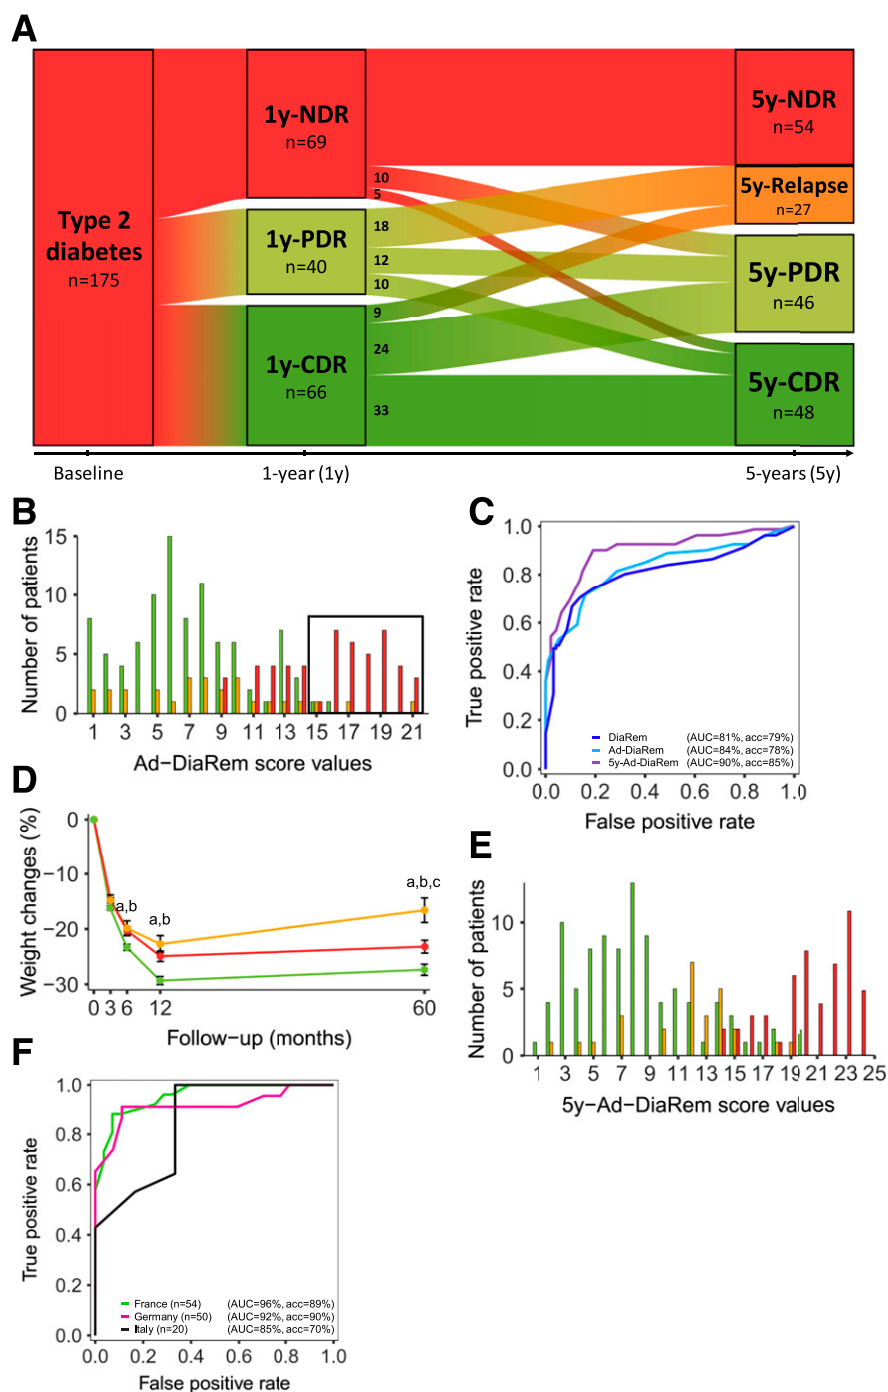 A
Type 2
diabetes
n=175
1y-NDR
n=69
1y-PDR
n=40
1y-CDR
n=66
10
5
18
12
10
9
24
33
5y-NDR
n=54
5y-Relapse
n=27
5y-PDR
n=46
5y-CDR
n=48
Baseline
1-year (1y)
5-years (5y)
B
Number of patients
15
10
5
0
1 3 5 7 9 11 13 15 17 19 21
Ad−DiaRem score values
C
True positive rate
1.0
0.8
0.6
0.4
0.2
0.0
DiaRem (AUC=81%, acc=79%)
Ad-DiaRem (AUC=84%, acc=78%)
5y-Ad-DiaRem (AUC=90%, acc=85%)
0.0 0.2 0.4 0.6 0.8 1.0
False positive rate
D
Weight changes (%)
0
−10
−20
−30
a,b
a,b
a,b,c
0 3 6 12 60
Follow−up (months)
E
Number of patients
10
5
0
1 3 5 7 9 11 13 15 17 19 21 23 25
5y−Ad−DiaRem score values
F
True positive rate
1.0
0.8
0.6
0.4
0.2
0.0
France (n=54) (AUC=96%, acc=89%)
Germany (n=50) (AUC=92%, acc=90%)
Italy (n=20) (AUC=85%, acc=70%)
0.0 0.2 0.4 0.6 0.8 1.0
False positive rate